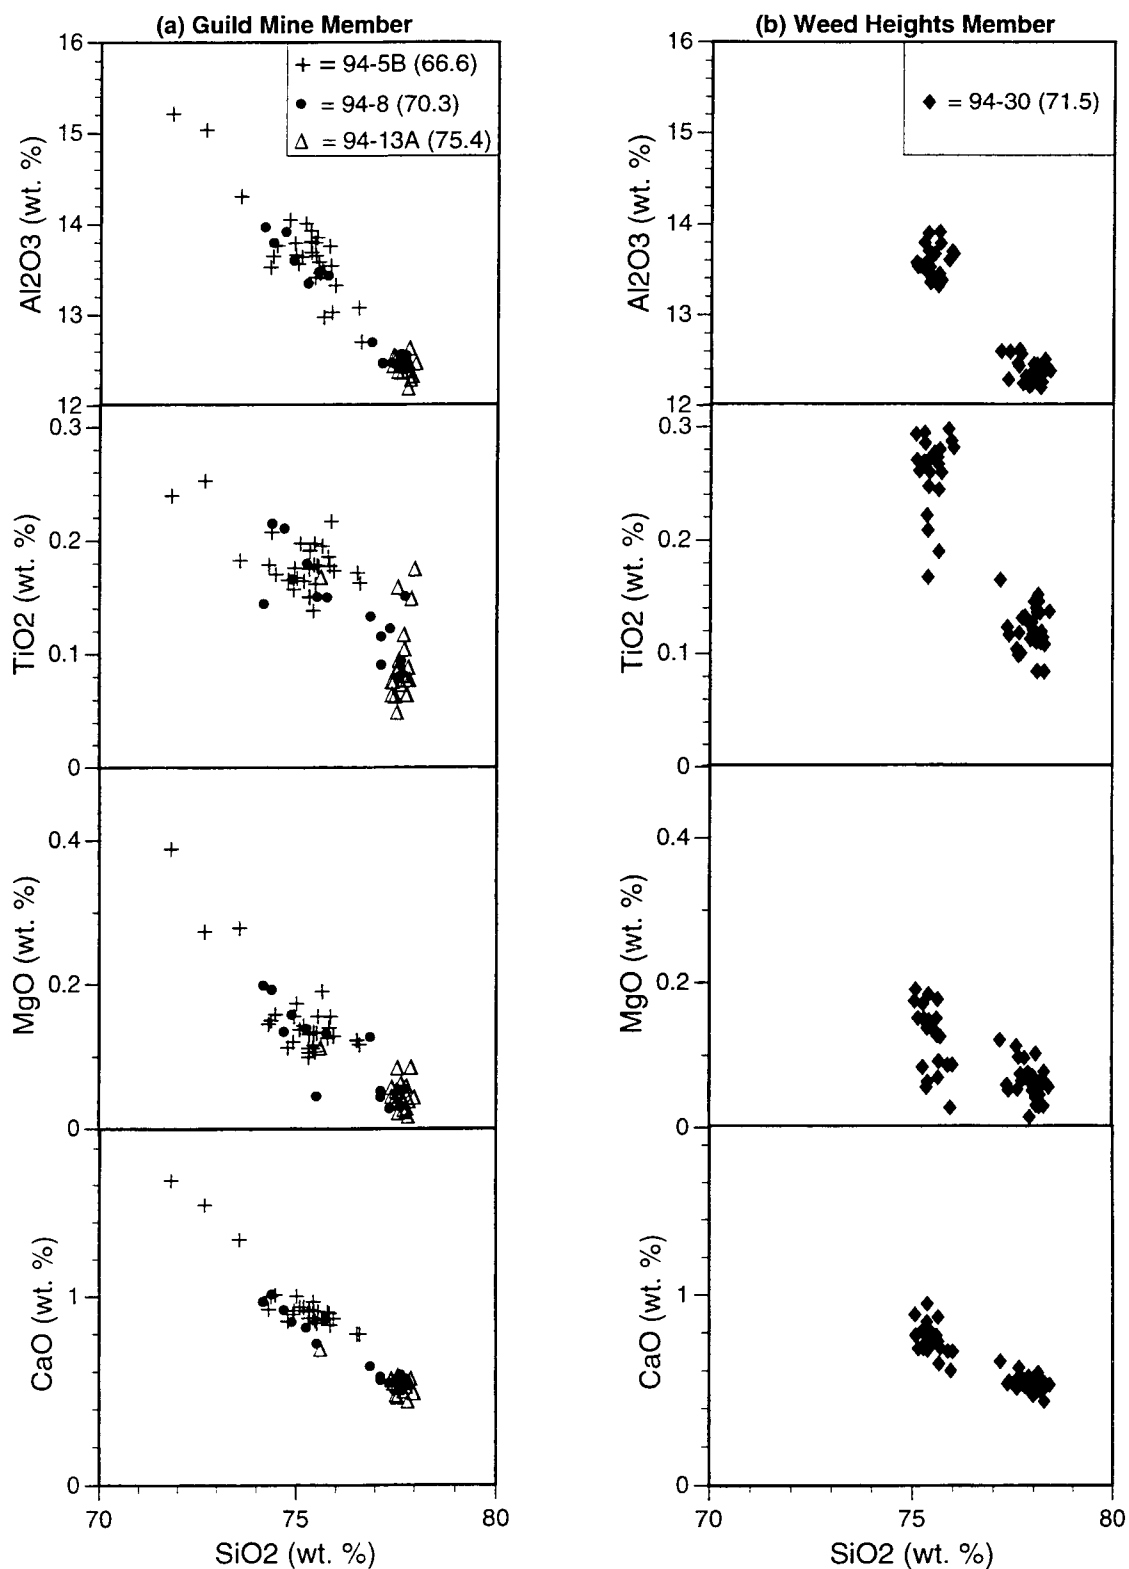 (a) Guild Mine Member
(b) Weed Heights Member
16
15
14
13
12
Al2O3 (wt. %)
+ = 94-5B (66.6)
● = 94-8 (70.3)
△ = 94-13A (75.4)
16
15
14
13
12
Al2O3 (wt. %)
◆ = 94-30 (71.5)
0.3
0.2
0.1
0
TiO2 (wt. %)
0.3
0.2
0.1
0
TiO2 (wt. %)
0.4
0.2
0
MgO (wt. %)
0.4
0.2
0
MgO (wt. %)
1
0
CaO (wt. %)
1
0
CaO (wt. %)
70 75 80
SiO2 (wt. %)
70 75 80
SiO2 (wt. %)